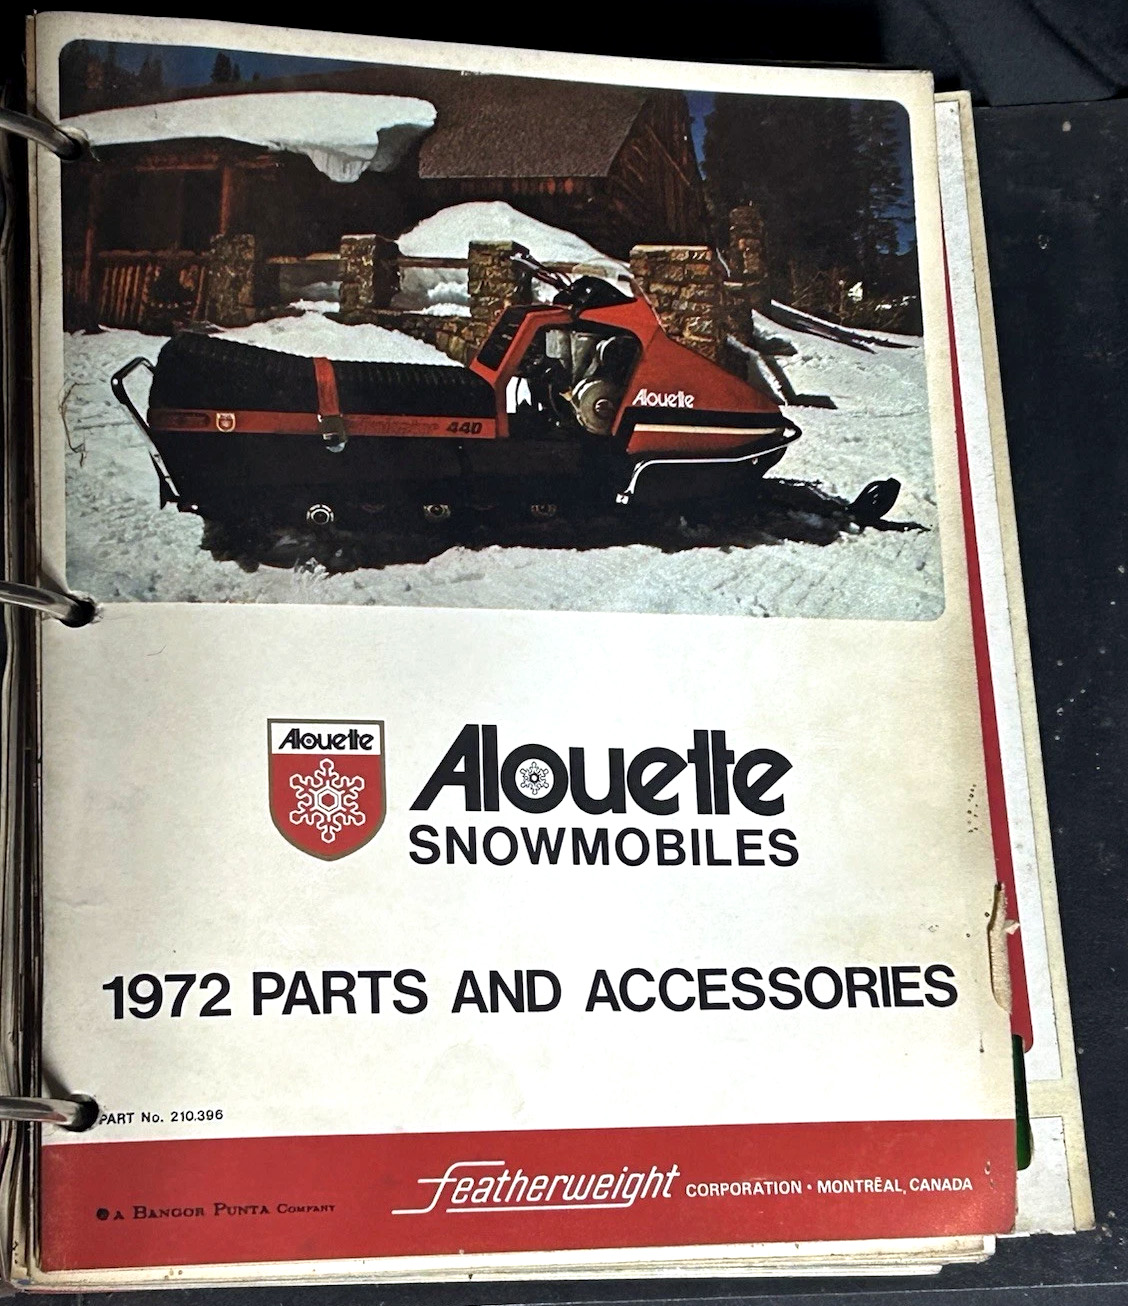 Alouette
440
Alouette
Alouette
SNOWMOBILES
1972 PARTS AND ACCESSORIES
PART No. 210.396
A BANGOR PUNTA COMPANY
Featherweight CORPORATION • MONTRÉAL, CANADA